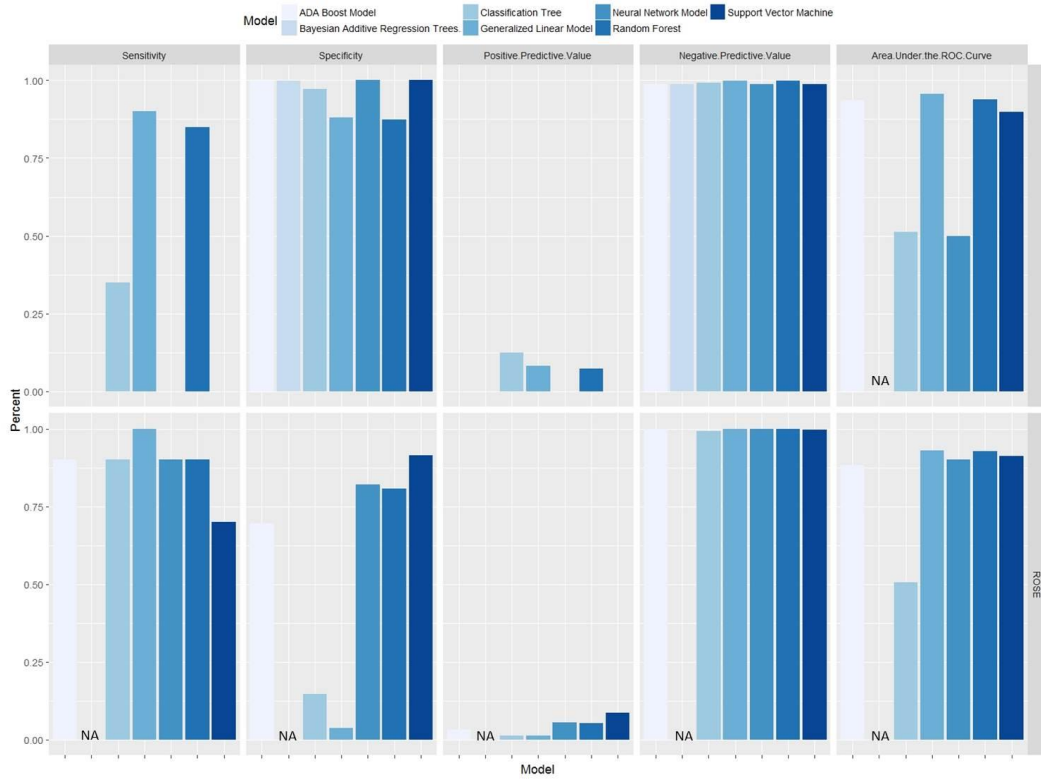 Model
ADA Boost Model
Classification Tree
Neural Network Model
Support Vector Machine
Bayesian Additive Regression Trees.
Generalized Linear Model
Random Forest
Sensitivity
Specificity
Positive.Predictive.Value
Negative.Predictive.Value
Area.Under.the.ROC.Curve
1.00
0.75
0.50
0.25
0.00
NA
Percent
1.00
0.75
0.50
0.25
0.00
NA
NA
NA
NA
NA
ROSE
Model